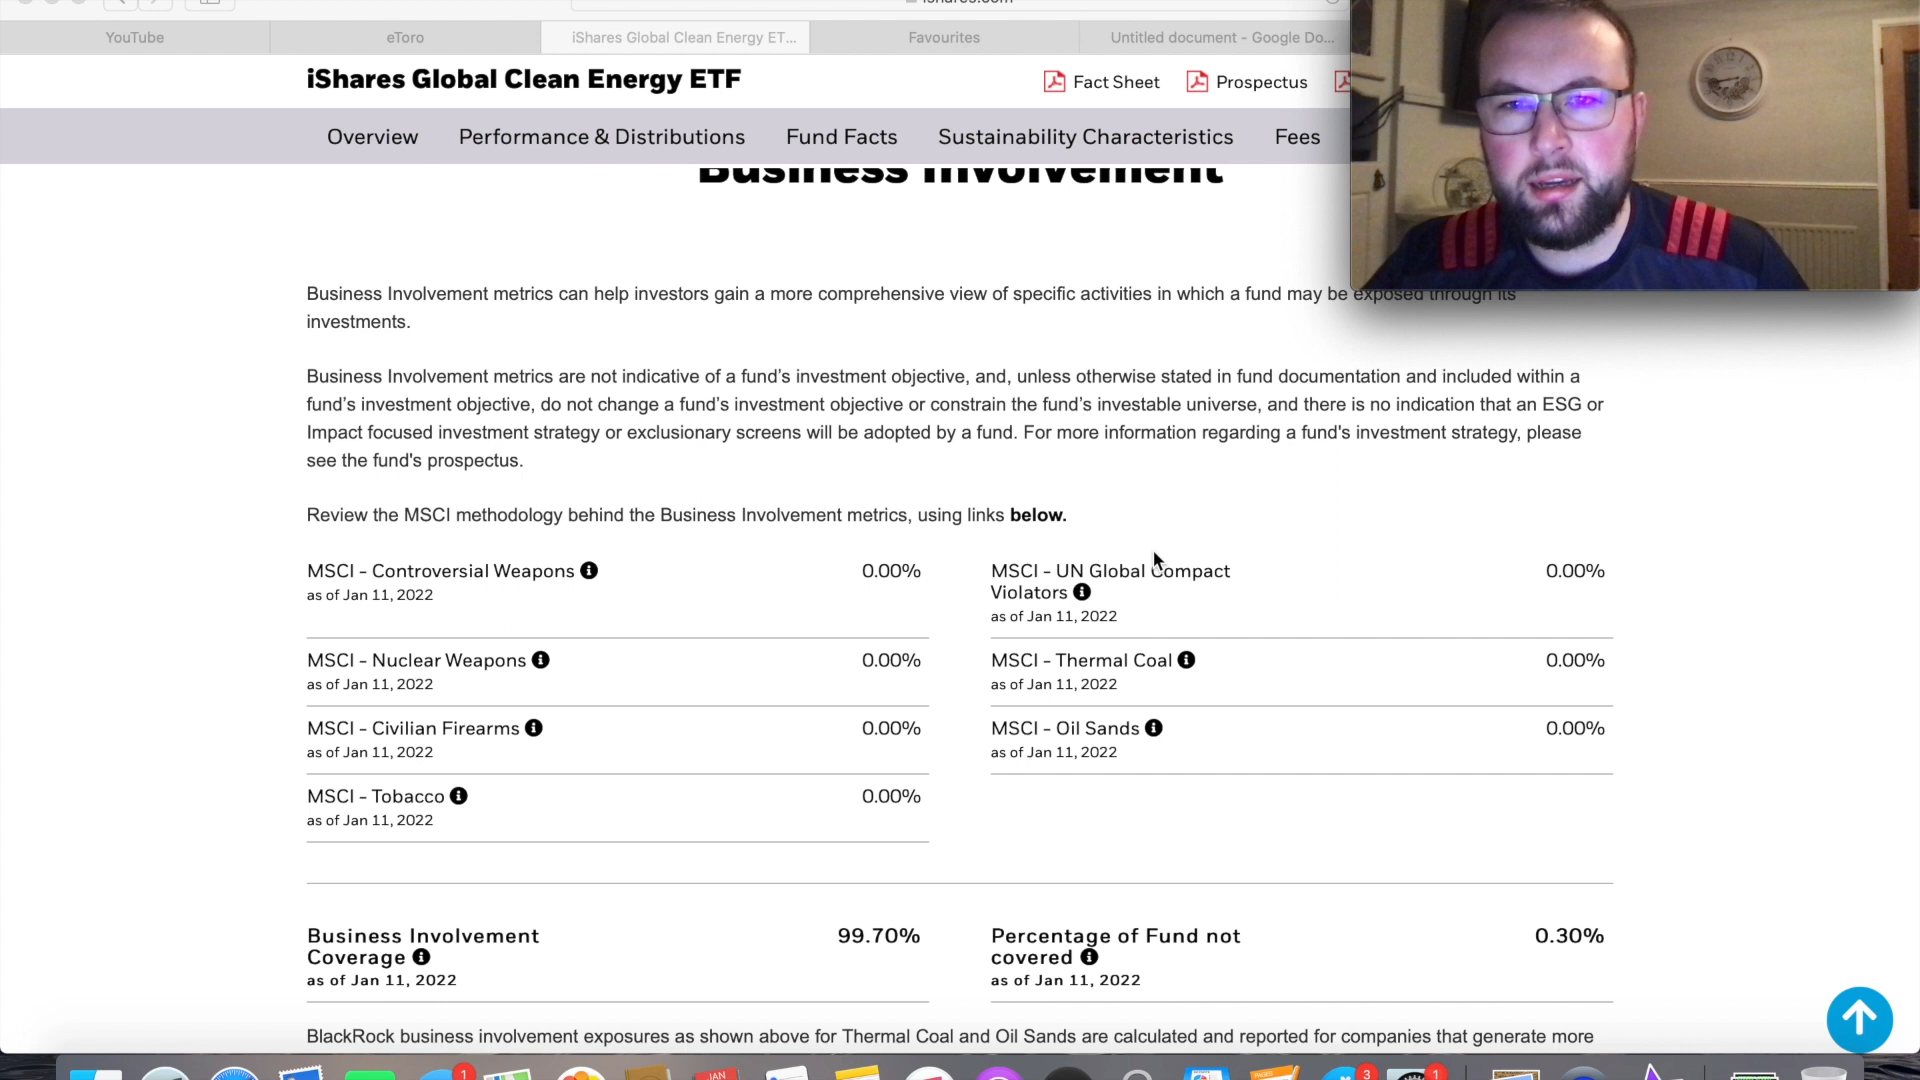 ishares.com
YouTube
eToro
iShares Global Clean Energy ET...
Favourites
Untitled document - Google Do...
iShares Global Clean Energy ETF
Fact Sheet
Prospectus
Overview
Performance & Distributions
Fund Facts
Sustainability Characteristics
Fees
Business Involvement
Business Involvement metrics can help investors gain a more comprehensive view of specific activities in which a fund may be exposed through its
investments.
Business Involvement metrics are not indicative of a fund's investment objective, and, unless otherwise stated in fund documentation and included within a
fund's investment objective, do not change a fund's investment objective or constrain the fund's investable universe, and there is no indication that an ESG or
Impact focused investment strategy or exclusionary screens will be adopted by a fund. For more information regarding a fund's investment strategy, please
see the fund's prospectus.
Review the MSCI methodology behind the Business Involvement metrics, using links below.
MSCI - Controversial Weapons 0.00%
as of Jan 11, 2022
MSCI - UN Global Compact 0.00%
Violators
as of Jan 11, 2022
MSCI - Nuclear Weapons 0.00%
as of Jan 11, 2022
MSCI - Thermal Coal 0.00%
as of Jan 11, 2022
MSCI - Civilian Firearms 0.00%
as of Jan 11, 2022
MSCI - Oil Sands 0.00%
as of Jan 11, 2022
MSCI - Tobacco 0.00%
as of Jan 11, 2022
Business Involvement 99.70%
Coverage
as of Jan 11, 2022
Percentage of Fund not 0.30%
covered
as of Jan 11, 2022
BlackRock business involvement exposures as shown above for Thermal Coal and Oil Sands are calculated and reported for companies that generate more
1
JAN
PAGES
3
1